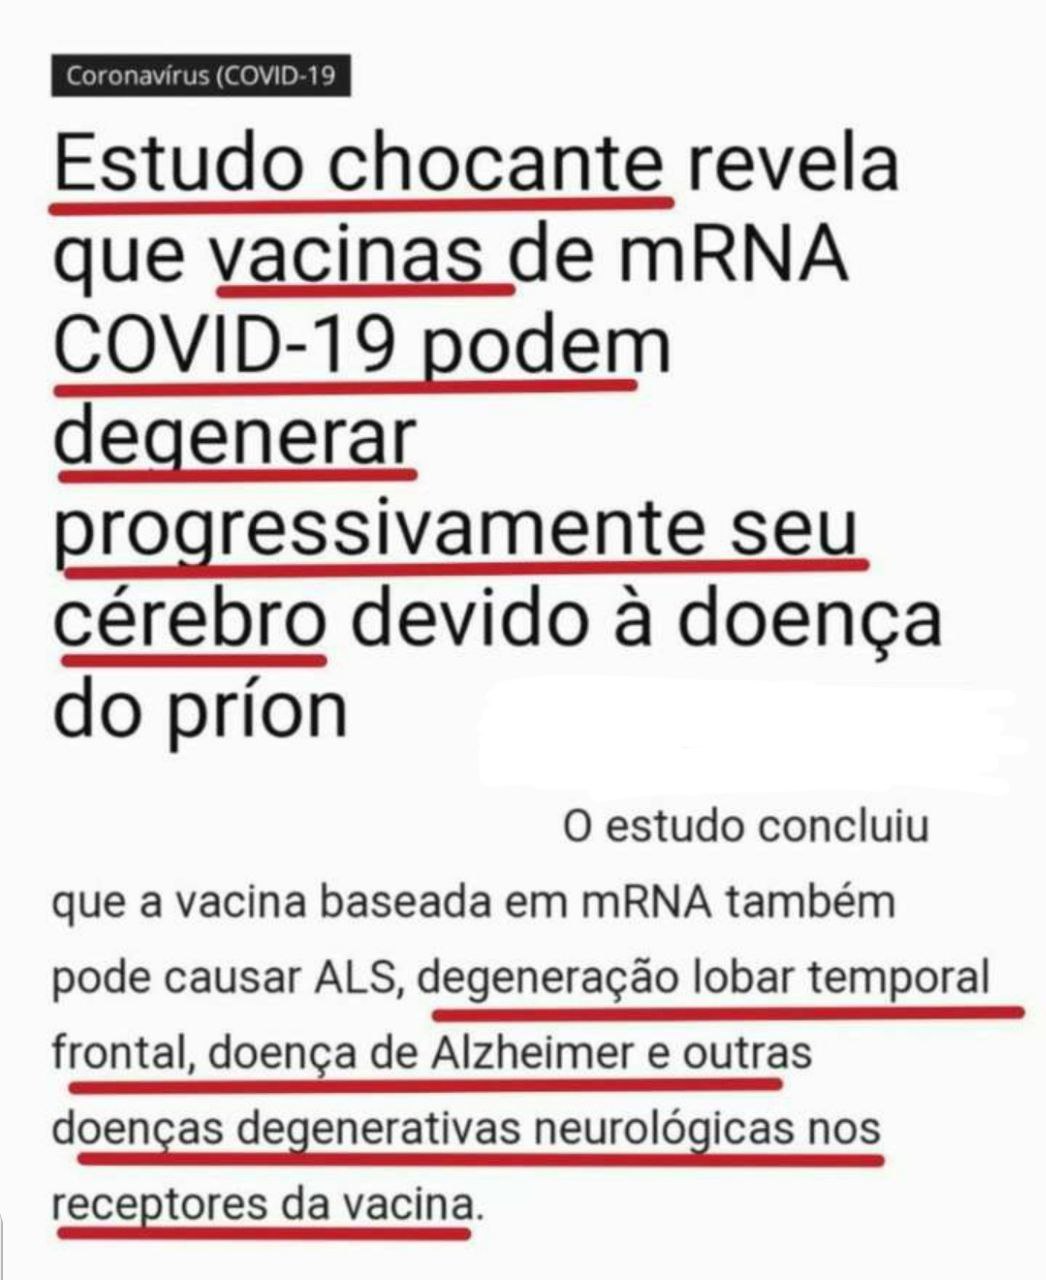 Coronavírus (COVID-19
Estudo chocante revela
que vacinas de mRNA
COVID-19 podem
degenerar
progressivamente seu
cérebro devido à doença
do príon
O estudo concluiu
que a vacina baseada em mRNA também
pode causar ALS, degeneração lobar temporal
frontal, doença de Alzheimer e outras
doenças degenerativas neurológicas nos
receptores da vacina.